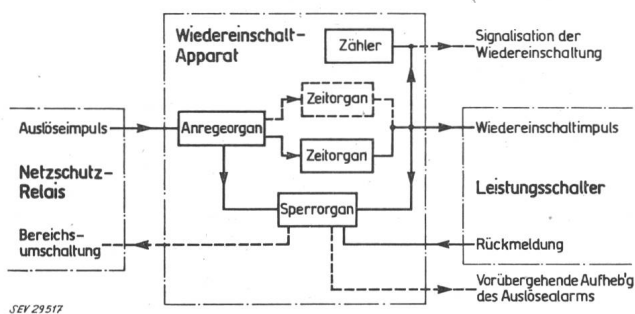 Wiedereinschalt-
Apparat
Zähler
Signalisation der
Wiedereinschaltung
Zeitorgan
Auslöseimpuls
Anregeorgan
Wiedereinschaltimpuls
Zeitorgan
Netzschutz-
Relais
Leistungsschalter
Sperrorgan
Bereichs-
umschaltung
Rückmeldung
Vorübergehende Aufheb'g
des Auslösealarms
SEV 29517